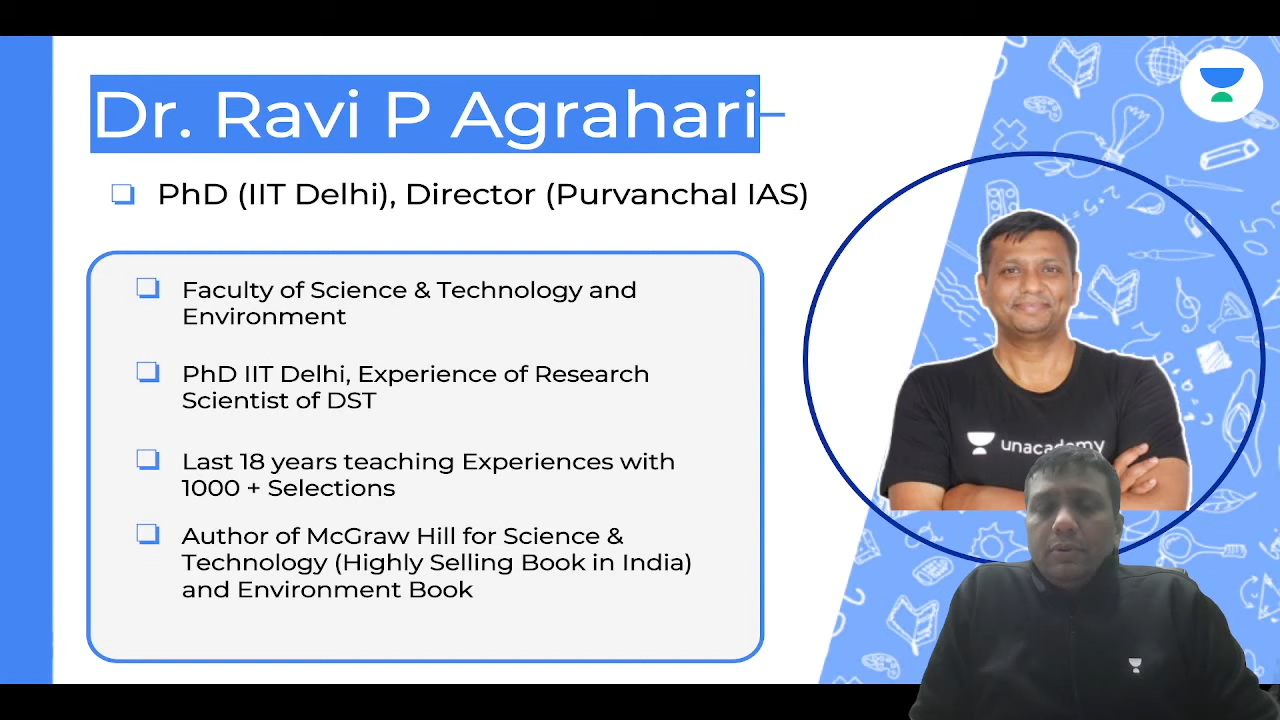 Dr. Ravi P Agrahari-
PhD (IIT Delhi), Director (Purvanchal IAS)
Faculty of Science & Technology and
Environment
PhD IIT Delhi, Experience of Research
Scientist of DST
Last 18 years teaching Experiences with
1000 + Selections
Author of McGraw Hill for Science &
Technology (Highly Selling Book in India)
and Environment Book
unacademy
2+5=